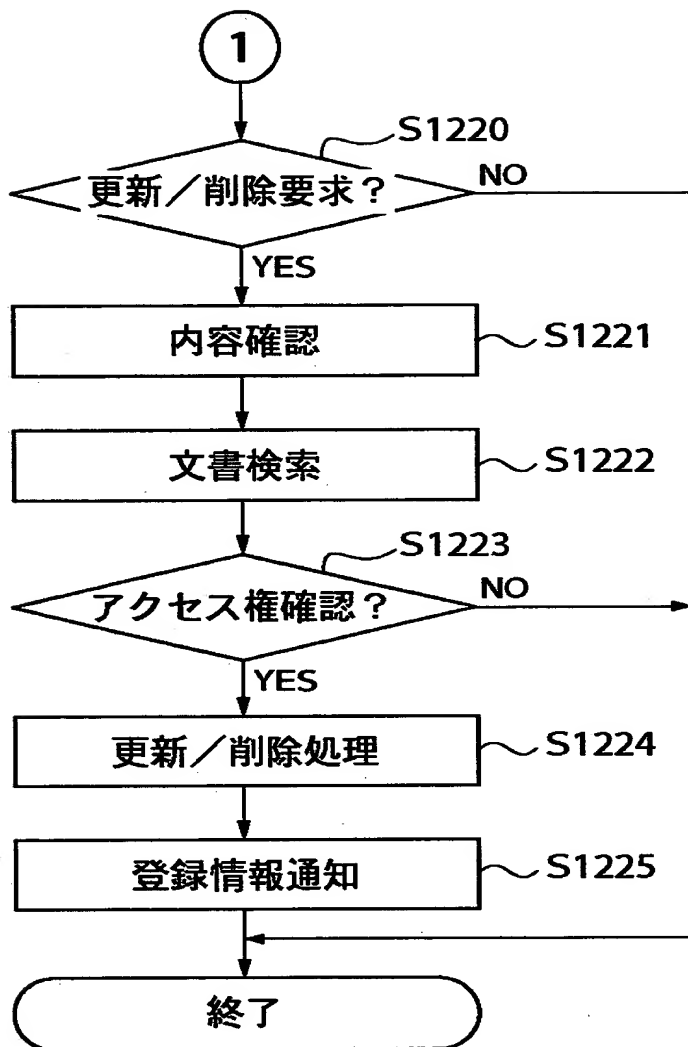 1
S1220
更新／削除要求？
NO
YES
内容確認
S1221
文書検索
S1222
S1223
アクセス権確認？
NO
YES
更新／削除処理
S1224
登録情報通知
S1225
終了